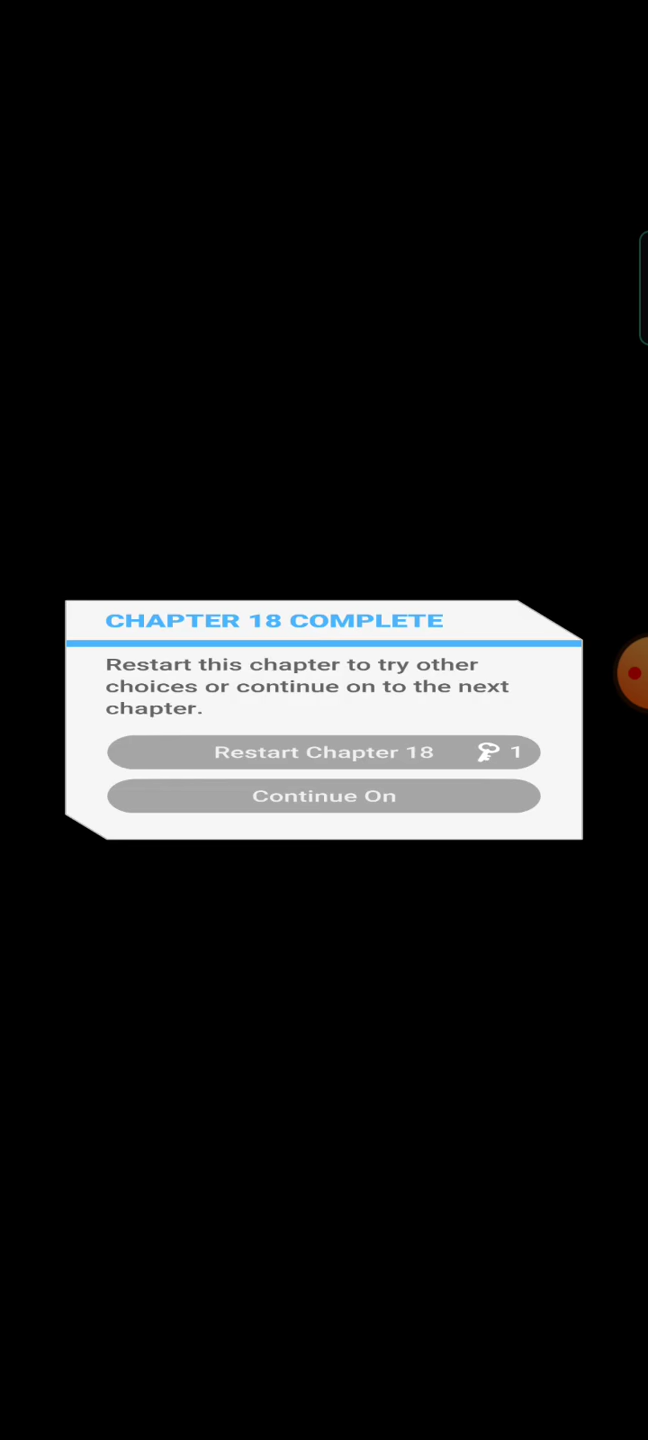 CHAPTER 18 COMPLETE
Restart this chapter to try other
choices or continue on to the next
chapter.
Restart Chapter 18 1
Continue On